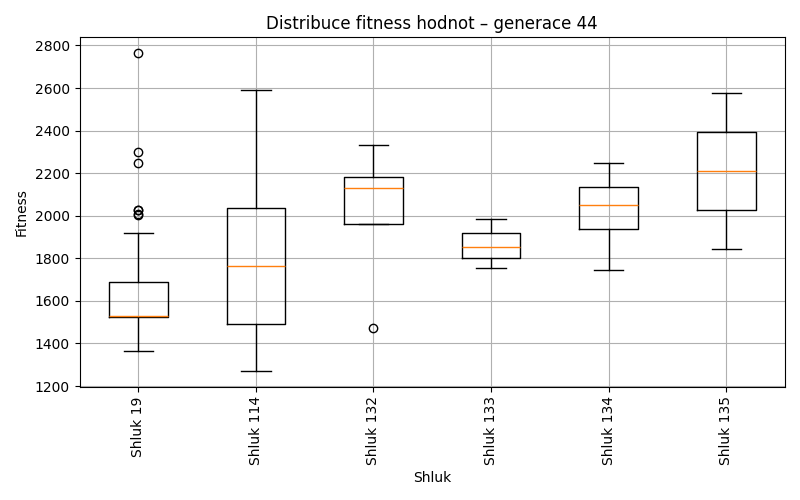 Distribuce fitness hodnot – generace 44
Fitness
2800
2600
2400
2200
2000
1800
1600
1400
1200
Shluk 19
Shluk 114
Shluk 132
Shluk 133
Shluk 134
Shluk 135
Shluk